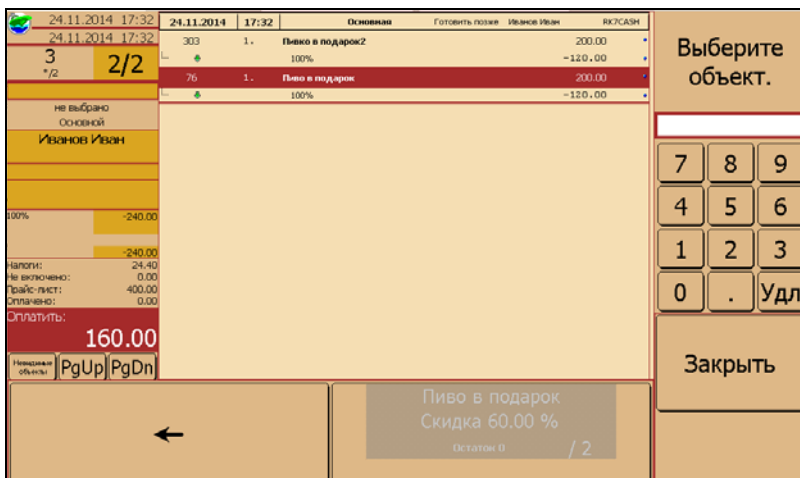 24.11.2014 17:32
24.11.2014 17:32
3
*/2
2/2
не выбрано
Основной
Иванов Иван
100% -240.00
-240.00
Налоги: 24.40
Не включено: 0.00
Прайс-лист: 400.00
Оплачено: 0.00
Оплатить:
160.00
Невидимые
объекты
PgUp
PgDn
24.11.2014 17:32 Основная Готовить позже Иванов Иван RK7CASH
303 1. Пивко в подарок2 200.00
100% -120.00
76 1. Пиво в подарок 200.00
100% -120.00
Выберите
объект.
7 8 9
4 5 6
1 2 3
0 . Удл
Закрыть
Пиво в подарок
Скидка 60.00 %
Остаток 0 / 2